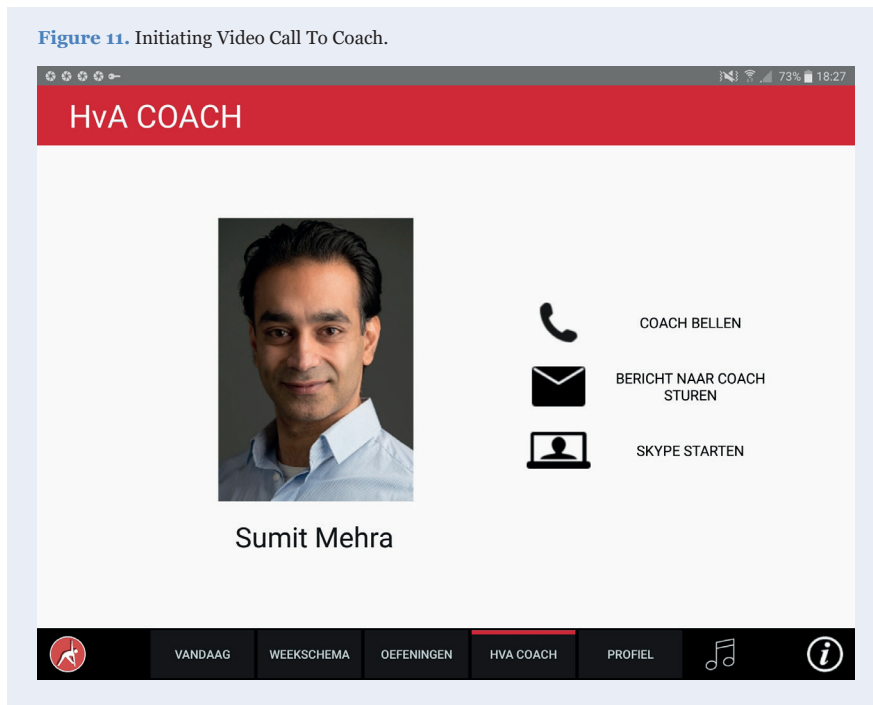 Figure 11. Initiating Video Call To Coach.
73% 18:27
HvA COACH
COACH BELLEN
BERICHT NAAR COACH
STUREN
SKYPE STARTEN
Sumit Mehra
VANDAAG WEEKSCHEMA OEFENINGEN HVA COACH PROFIEL i